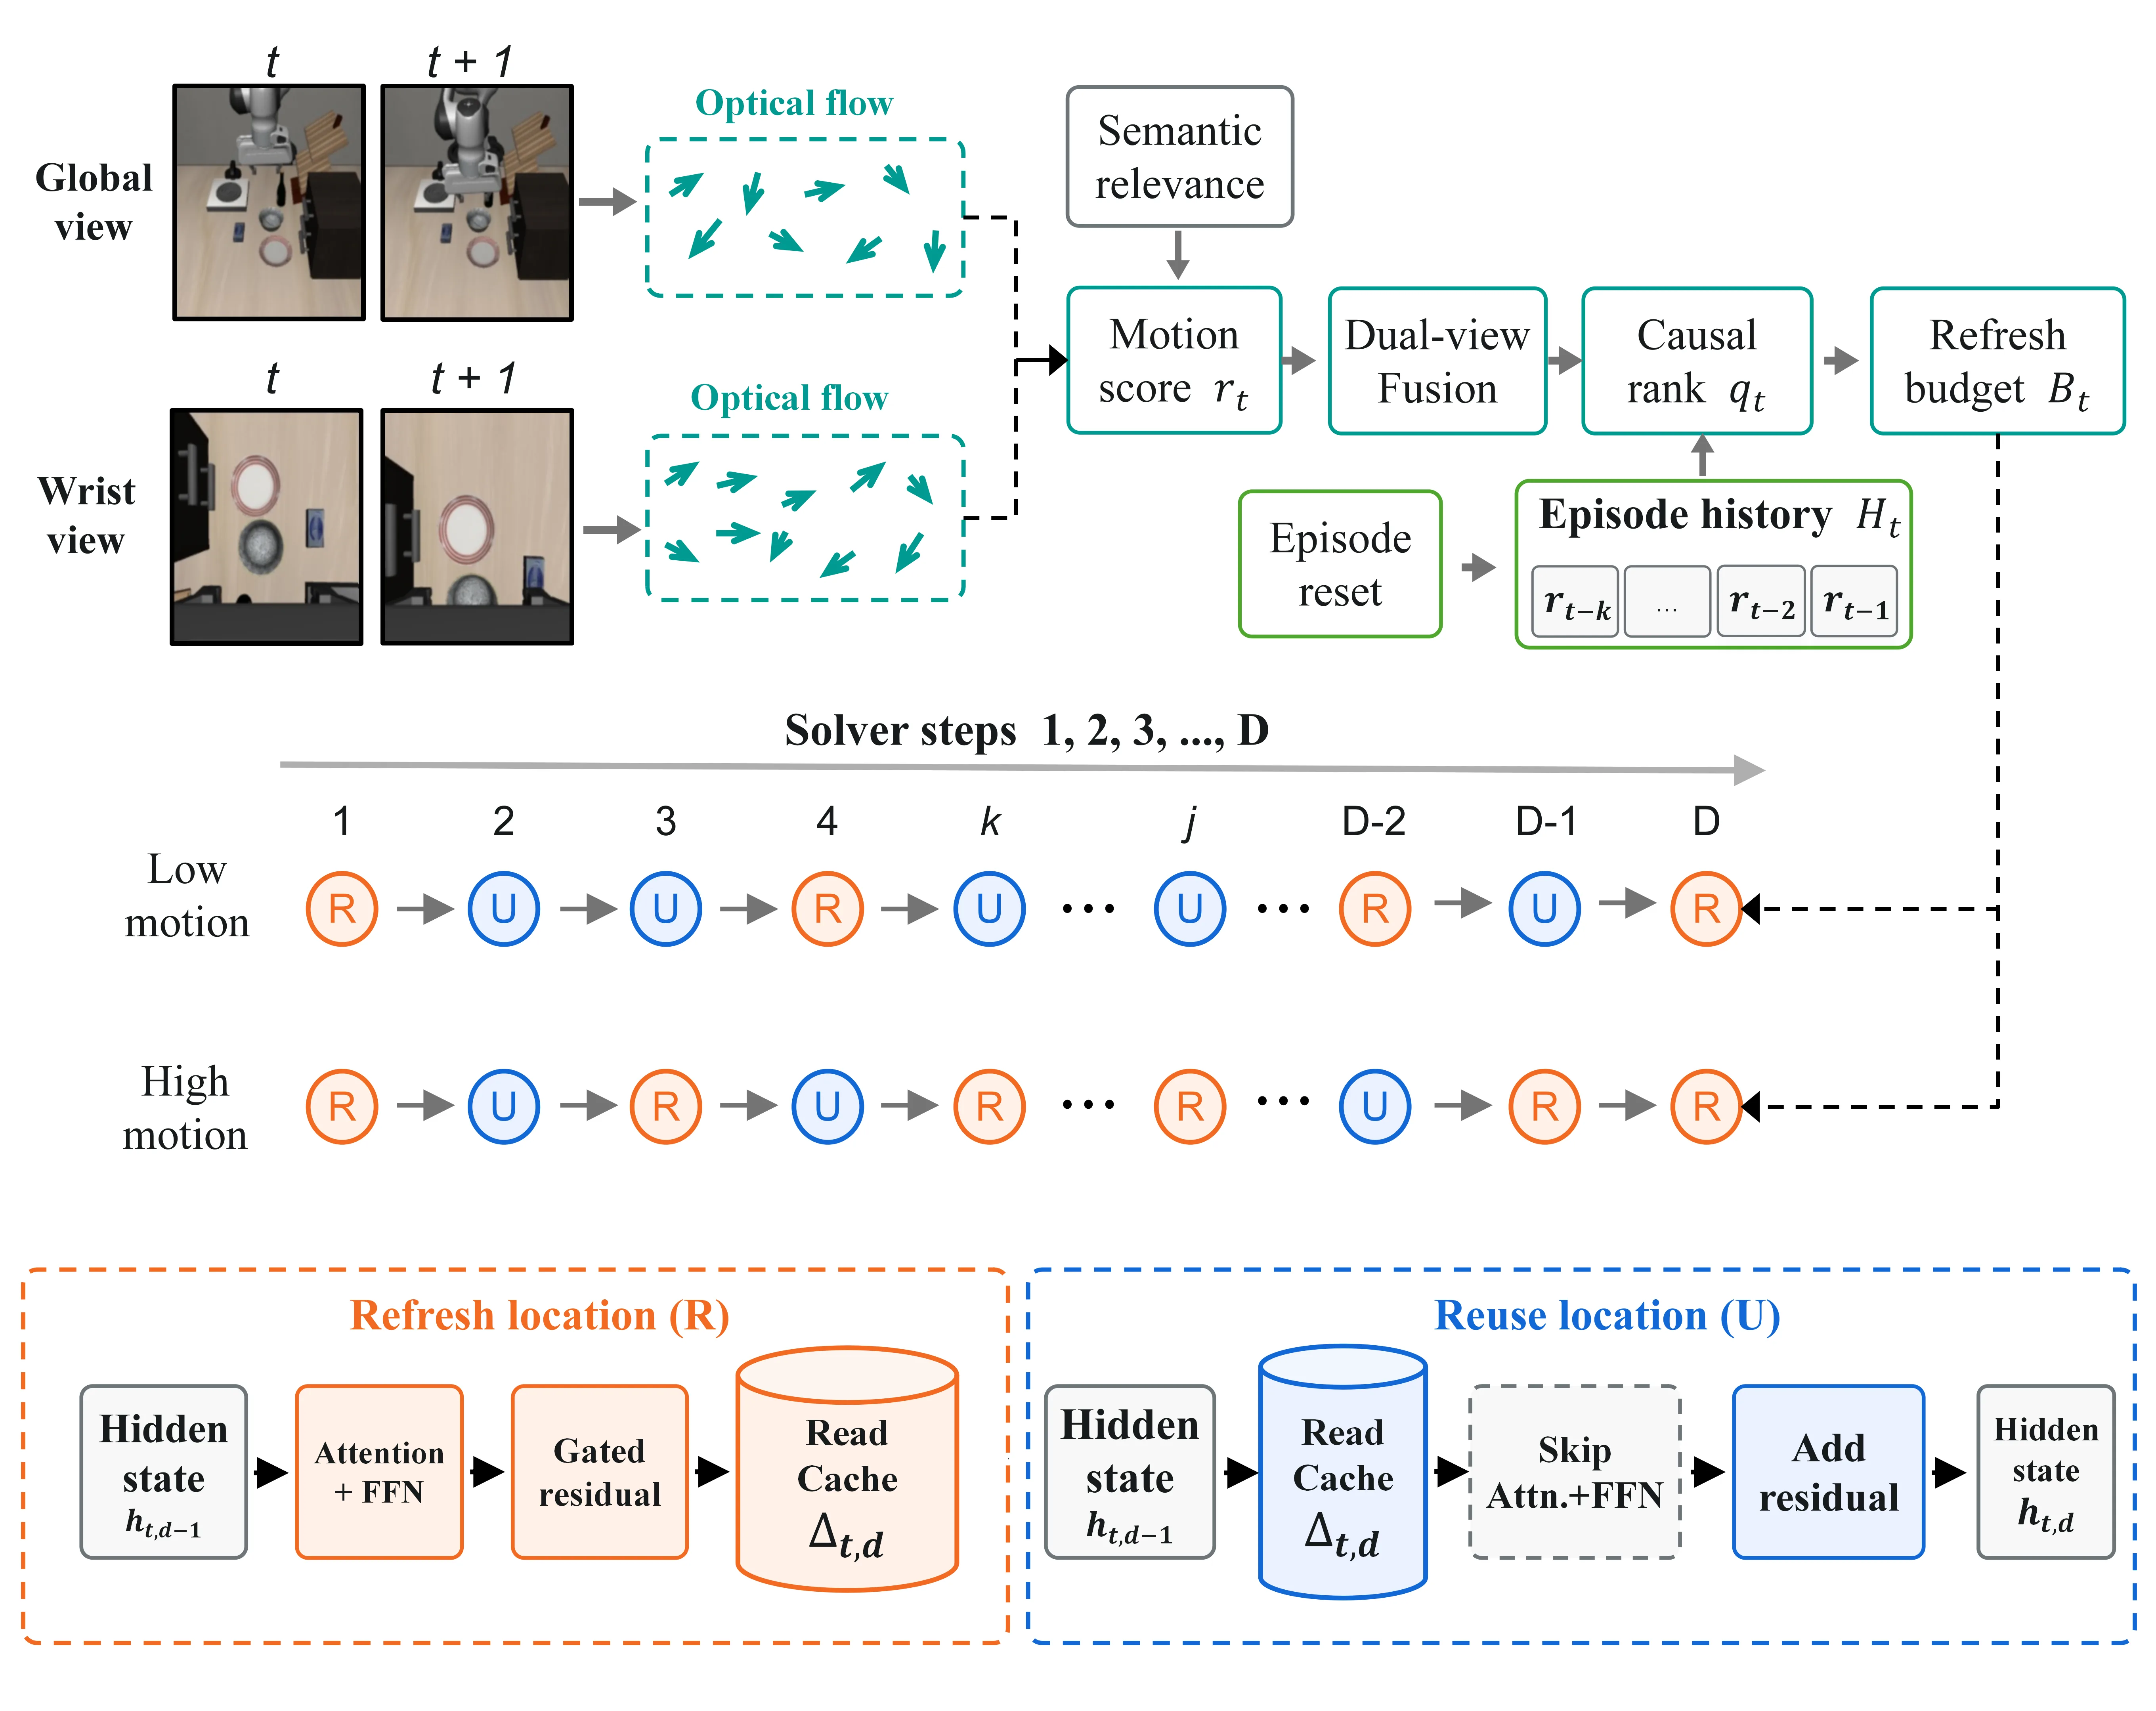 t
t + 1
Global
view
Optical flow
Semantic
relevance
Motion
score r_t
Dual-view
Fusion
Causal
rank q_t
Refresh
budget B_t
t
t + 1
Wrist
view
Optical flow
Episode
reset
Episode history H_t
r_{t−k}
...
r_{t−2}
r_{t−1}
Solver steps 1, 2, 3, ..., D
1 2 3 4 k j D-2 D-1 D
Low
motion
R U U R U ··· U ··· R U R
High
motion
R U R U R ··· R ··· U R R
Refresh location (R)
Hidden
state
h_{t,d−1}
Attention
+ FFN
Gated
residual
Read
Cache
Δ_{t,d}
Reuse location (U)
Hidden
state
h_{t,d−1}
Read
Cache
Δ_{t,d}
Skip
Attn.+FFN
Add
residual
Hidden
state
h_{t,d}